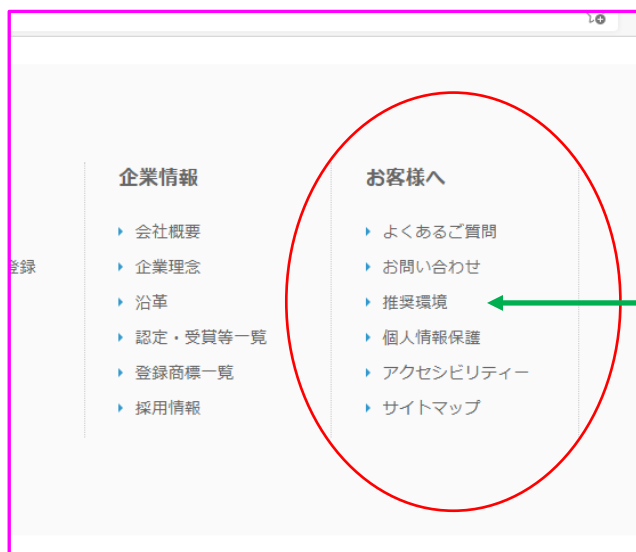 企業情報
会社概要
企業理念
沿革
認定・受賞等一覧
登録商標一覧
採用情報
お客様へ
よくあるご質問
お問い合わせ
推奨環境
個人情報保護
アクセシビリティー
サイトマップ
登録